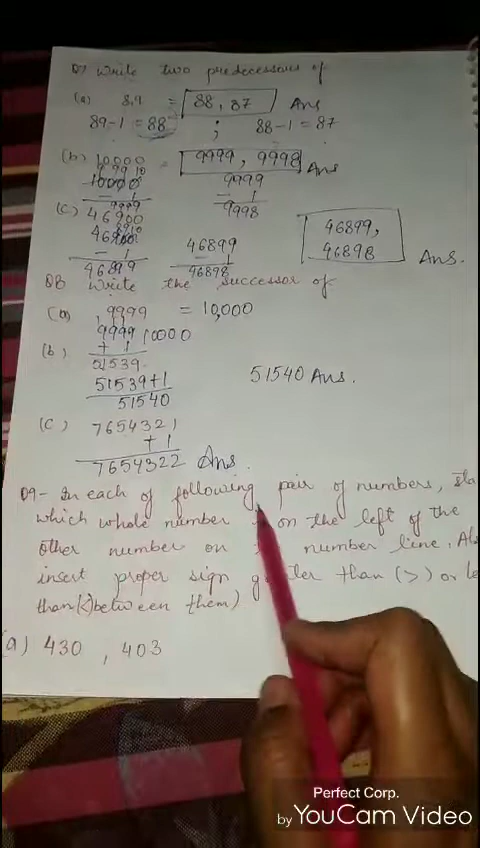 Q7 Write two predecessors of
(a) 89 = 88, 87 Ans
89-1 = 88 ; 88-1 = 87
(b) 10,000 = 9999, 9998 Ans
10000 9999
- 1 - 1
9999 9998
(c) 46900
46900 46899 46899,
- 1 - 1 46898
46899 46898 Ans.
Q8 Write the successor of
(a) 9999 = 10,000
9999 10000
(b) + 1
51539
51539+1 51540 Ans.
51540
(c) 7654321
+ 1
7654322 Ans.
Q9- In each of following pair of numbers, sta
which whole number on the left of the
other number on number line. Als
insert proper sign greater than (>) or le
than(<)between them)
(a) 430 , 403
Perfect Corp.
by YouCam Video